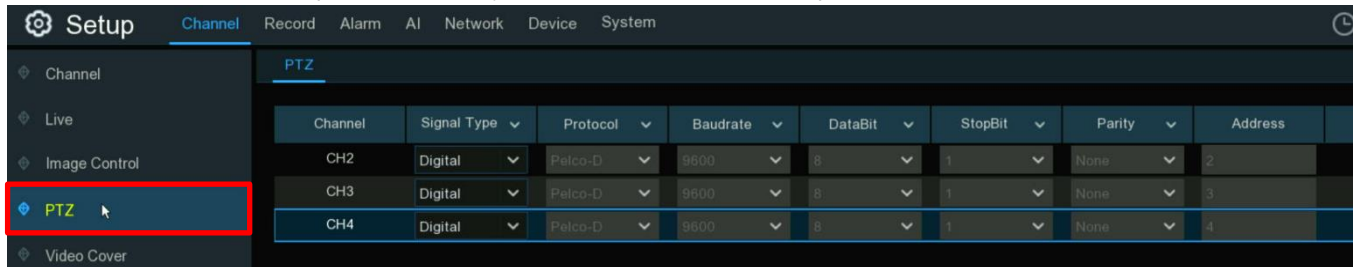 Setup Channel Record Alarm AI Network Device System
Channel
PTZ
Live
Channel Signal Type Protocol Baudrate DataBit StopBit Parity Address
Image Control
CH2 Digital Pelco-D 9600 8 1 None 2
PTZ
CH3 Digital Pelco-D 9600 8 1 None 3
CH4 Digital Pelco-D 9600 8 1 None 4
Video Cover